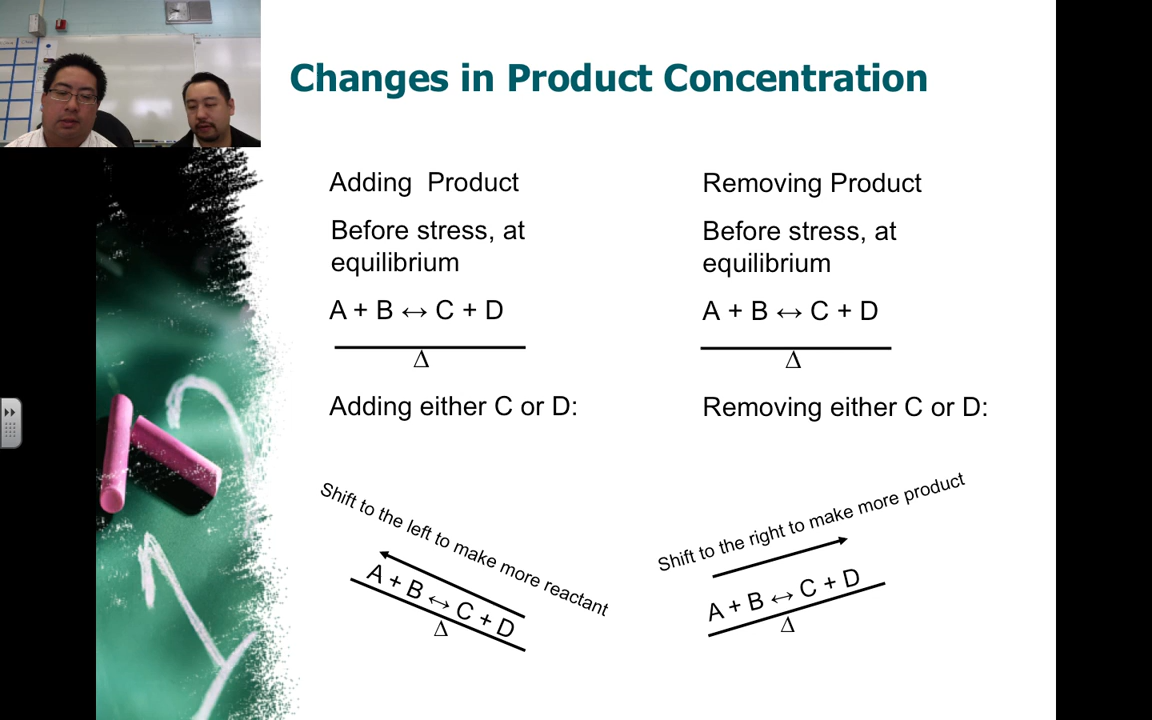 Changes in Product Concentration
Adding Product
Before stress, at
equilibrium
A + B ↔ C + D
Δ
Adding either C or D:
Shift to the left to make more reactant
A + B ↔ C + D
Δ
Removing Product
Before stress, at
equilibrium
A + B ↔ C + D
Δ
Removing either C or D:
Shift to the right to make more product
A + B ↔ C + D
Δ